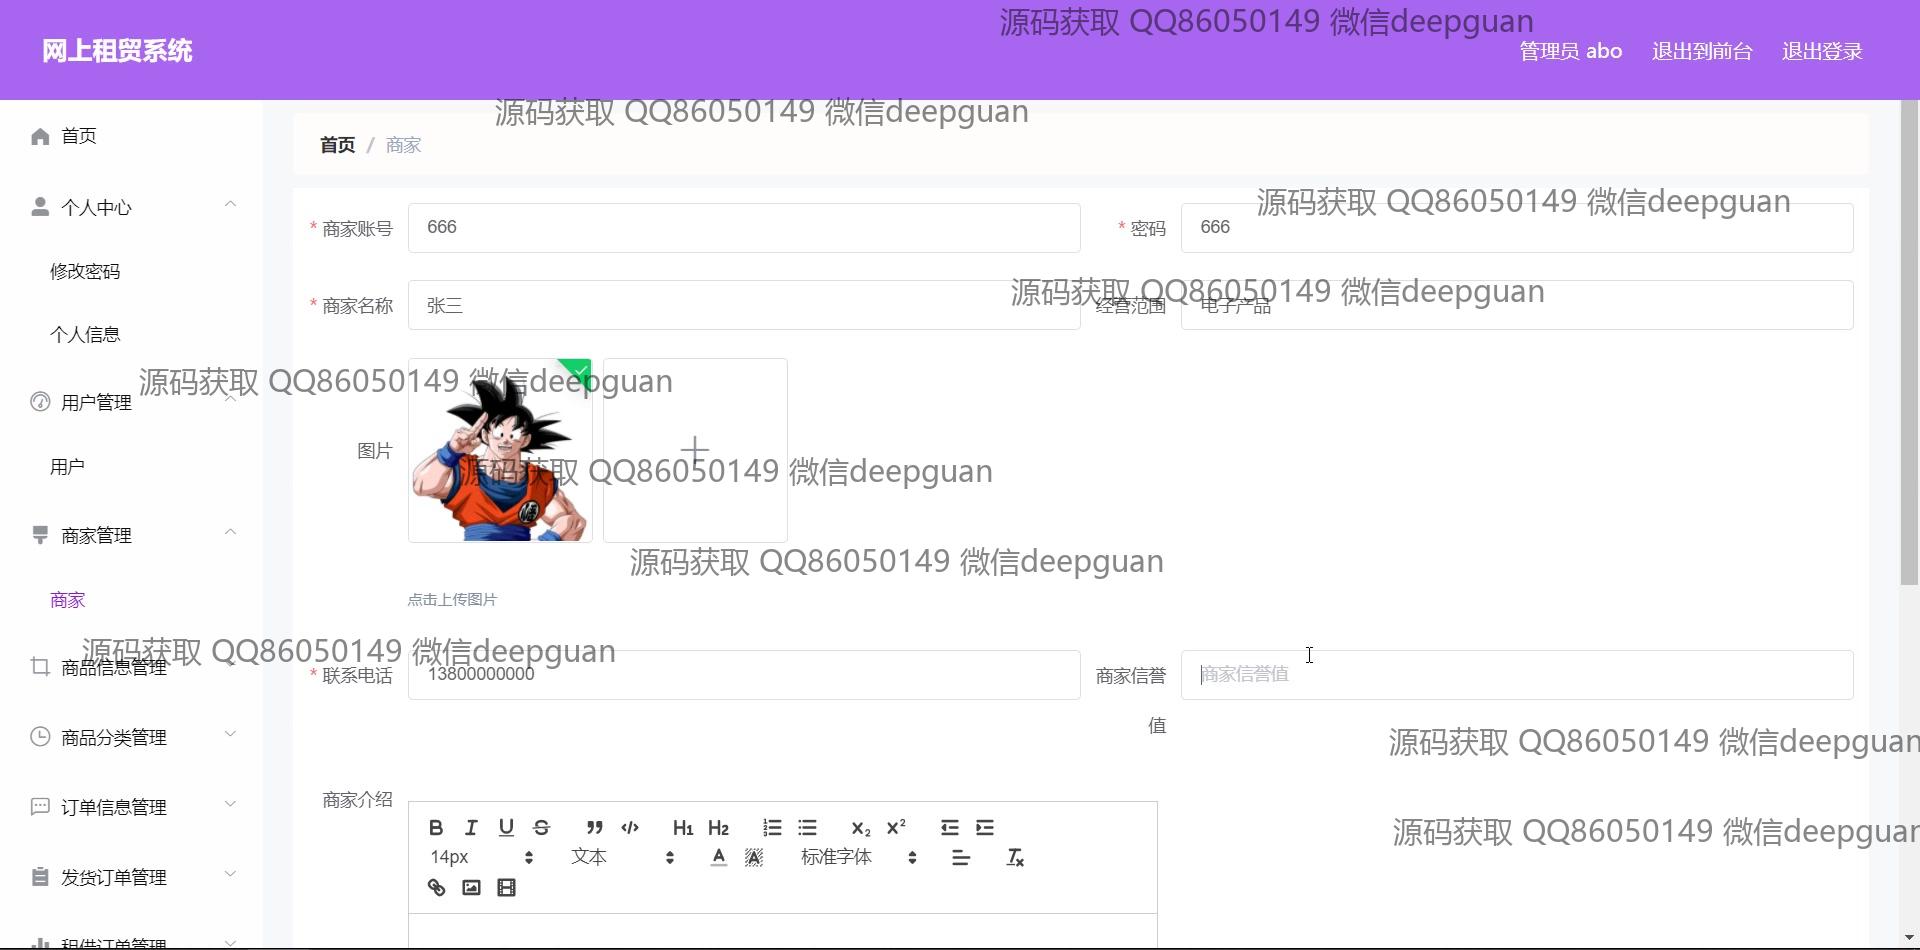 源码获取 QQ86050149 微信deepguan
网上租贸系统
管理员 abo
退出到前台
退出登录
源码获取 QQ86050149 微信deepguan
首页
首页 / 商家
个人中心
源码获取 QQ86050149 微信deepguan
* 商家账号
666
* 密码
666
修改密码
源码获取 QQ86050149 微信deepguan
* 商家名称
张三
经营范围
电子产品
个人信息
源码获取 QQ86050149 微信deepguan
用户管理
图片
用户
源码获取 QQ86050149 微信deepguan
悟
商家管理
源码获取 QQ86050149 微信deepguan
商家
点击上传图片
源码获取 QQ86050149 微信deepguan
商品信息管理
* 联系电话
13800000000
商家信誉
值
商家信誉值
商品分类管理
源码获取 QQ86050149 微信deepguan
商家介绍
订单信息管理
B I U S ” </> H1 H2 x₂ x²
源码获取 QQ86050149 微信deepguan
14px
文本
A
A
标准字体
Tx
发货订单管理
租借订单管理